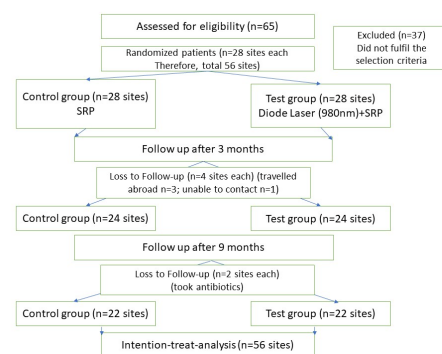 Assessed for eligibility (n=65)
Excluded (n=37)
Did not fulfil the
selection criteria
Randomized patients (n=28 sites each
Therefore, total 56 sites)
Control group (n=28 sites)
SRP
Test group (n=28 sites)
Diode Laser (980nm)+SRP
Follow up after 3 months
Loss to Follow-up (n=4 sites each) (travelled
abroad n=3; unable to contact n=1)
Control group (n=24 sites)
Test group (n=24 sites)
Follow up after 9 months
Loss to Follow-up (n=2 sites each)
(took antibiotics)
Control group (n=22 sites)
Test group (n=22 sites)
Intention-treat-analysis (n=56 sites)